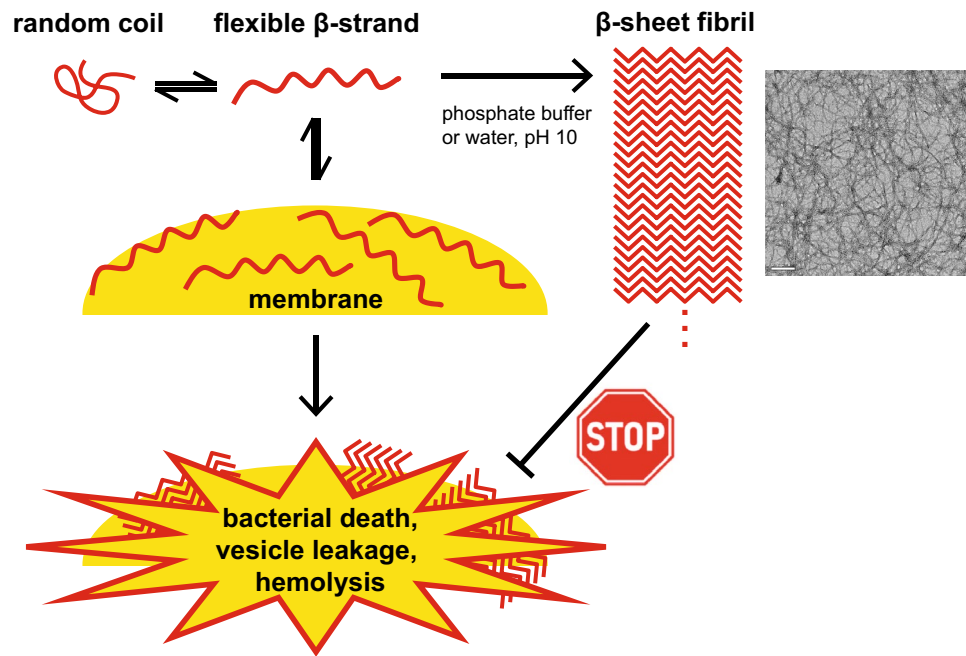 random coil
flexible β-strand
β-sheet fibril
phosphate buffer
or water, pH 10
membrane
STOP
bacterial death,
vesicle leakage,
hemolysis